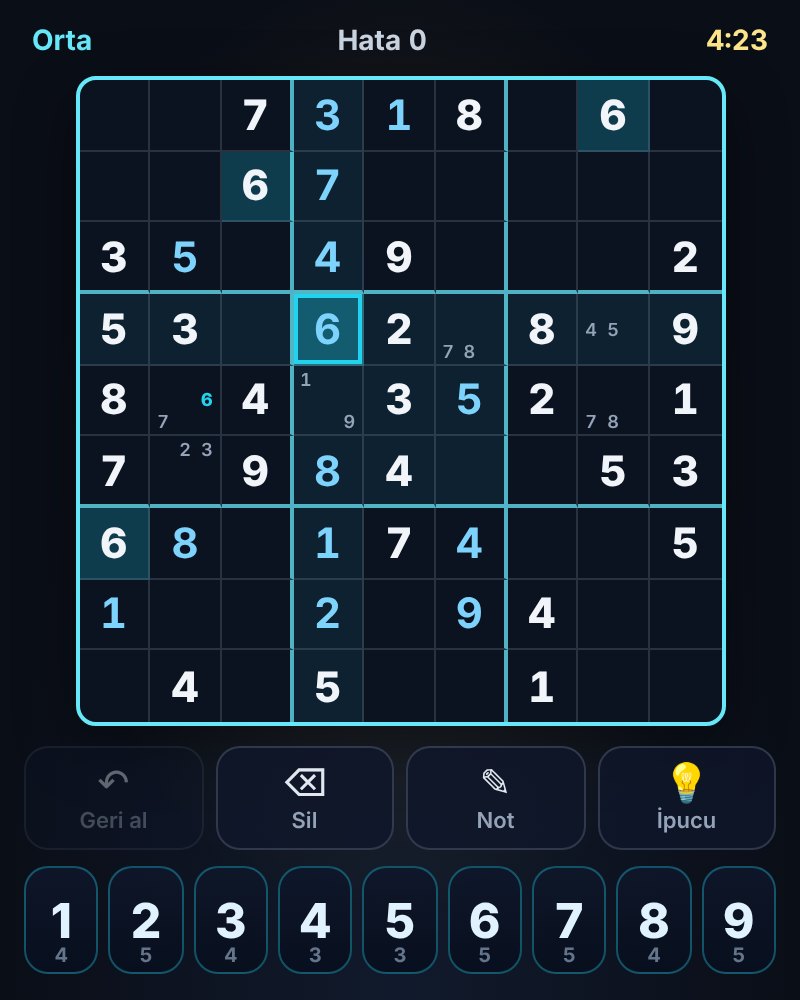 Orta Hata 0 4:23
7 3 1 8 6
6 7
3 5 4 9 2
5 3 6 2 7 8 8 4 5 9
1
8 7 6 4 9 3 5 2 7 8 1
2 3
7 9 8 4 5 3
6 8 1 7 4 5
1 2 9 4
4 5 1
Geri al Sil Not İpucu
1 2 3 4 5 6 7 8 9
4 5 4 3 3 5 5 4 5